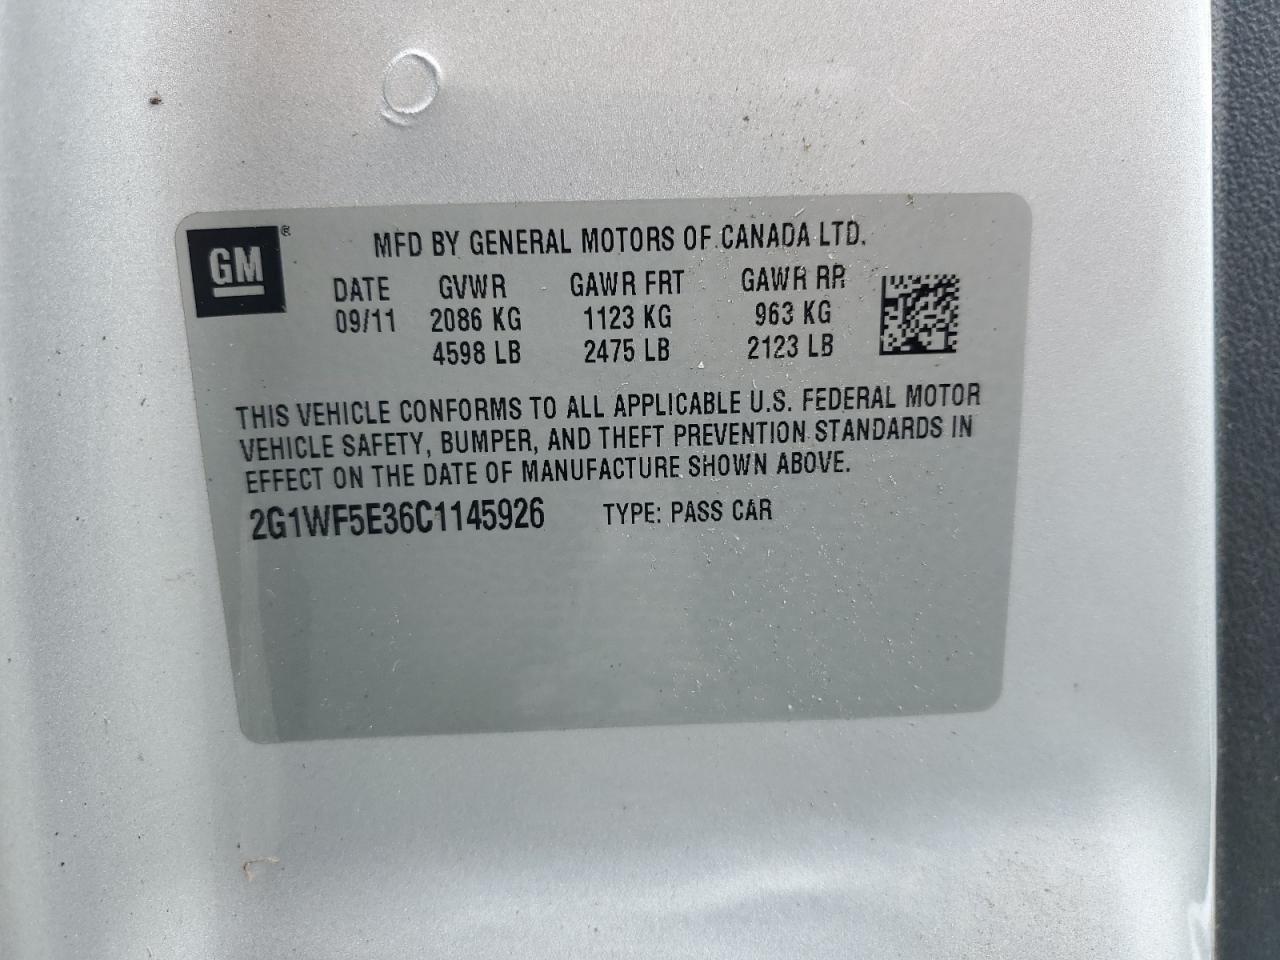 GM®
MFD BY GENERAL MOTORS OF CANADA LTD.
DATE GVWR GAWR FRT GAWR RR
09/11 2086 KG 1123 KG 963 KG
4598 LB 2475 LB 2123 LB
THIS VEHICLE CONFORMS TO ALL APPLICABLE U.S. FEDERAL MOTOR
VEHICLE SAFETY, BUMPER, AND THEFT PREVENTION STANDARDS IN
EFFECT ON THE DATE OF MANUFACTURE SHOWN ABOVE.
2G1WF5E36C1145926 TYPE: PASS CAR